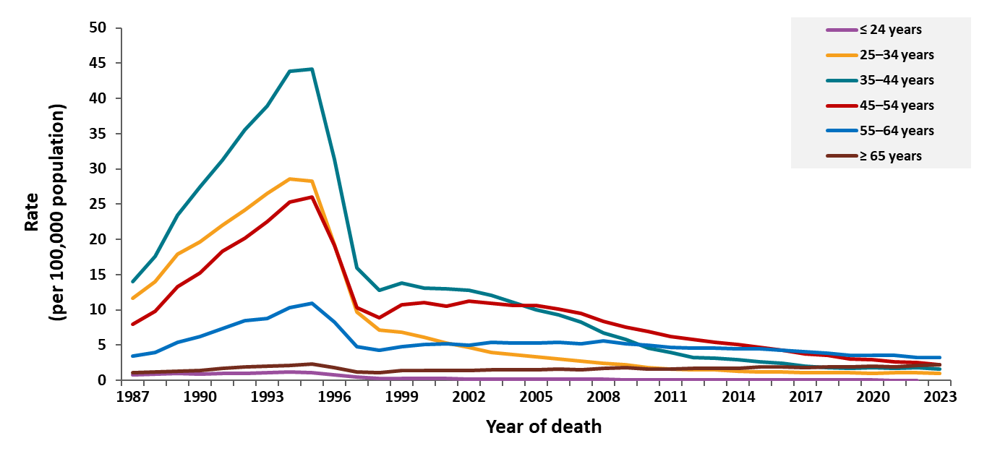 50
45
40
35
30
25
20
15
10
5
0
Rate
(per 100,000 population)
1987 1990 1993 1996 1999 2002 2005 2008 2011 2014 2017 2020 2023
Year of death
≤ 24 years
25–34 years
35–44 years
45–54 years
55–64 years
≥ 65 years